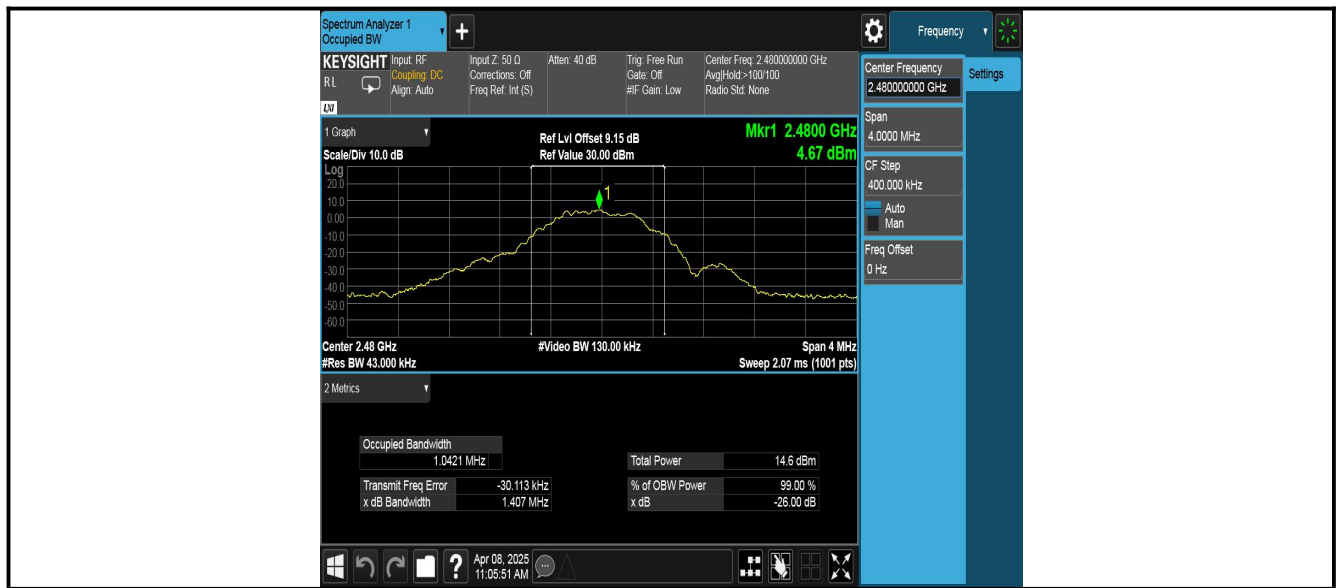 Spectrum Analyzer 1
Occupied BW
+
Frequency
KEYSIGHT
RL
LXI
Input: RF
Coupling: DC
Align: Auto
Input Z: 50 Ω
Corrections: Off
Freq Ref: Int (S)
Atten: 40 dB
Trig: Free Run
Gate: Off
#IF Gain: Low
Center Freq: 2.480000000 GHz
Avg|Hold:>100/100
Radio Std: None
Center Frequency
2.480000000 GHz
Settings
Span
4.0000 MHz
CF Step
400.000 kHz
Auto
Man
Freq Offset
0 Hz
1 Graph
Scale/Div 10.0 dB
Ref Lvl Offset 9.15 dB
Ref Value 30.00 dBm
Mkr1 2.4800 GHz
4.67 dBm
Log
20.0
10.0
0.00
-10.0
-20.0
-30.0
-40.0
-50.0
-60.0
1
Center 2.48 GHz
#Res BW 43.000 kHz
#Video BW 130.00 kHz
Span 4 MHz
Sweep 2.07 ms (1001 pts)
2 Metrics
Occupied Bandwidth
1.0421 MHz
Transmit Freq Error -30.113 kHz
x dB Bandwidth 1.407 MHz
Total Power 14.6 dBm
% of OBW Power 99.00 %
x dB -26.00 dB
?
Apr 08, 2025
11:05:51 AM